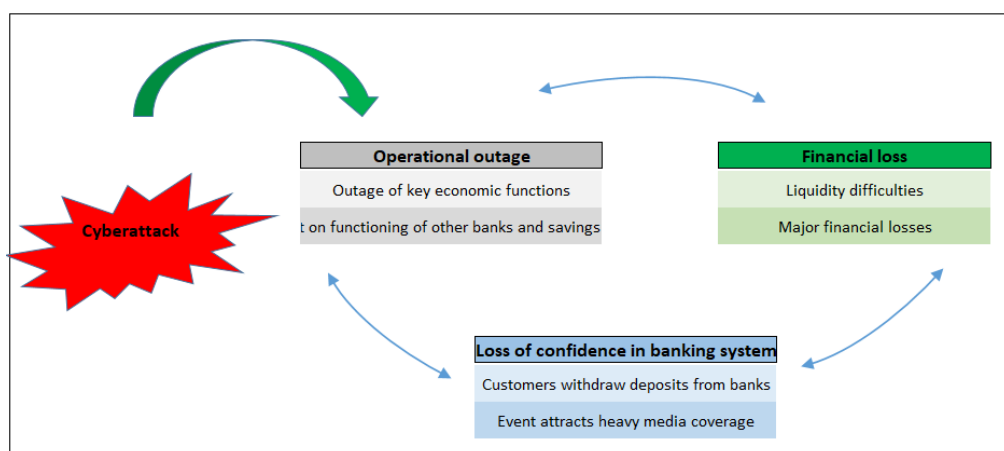 Cyberattack
Operational outage
Outage of key economic functions
t on functioning of other banks and savings
Financial loss
Liquidity difficulties
Major financial losses
Loss of confidence in banking system
Customers withdraw deposits from banks
Event attracts heavy media coverage